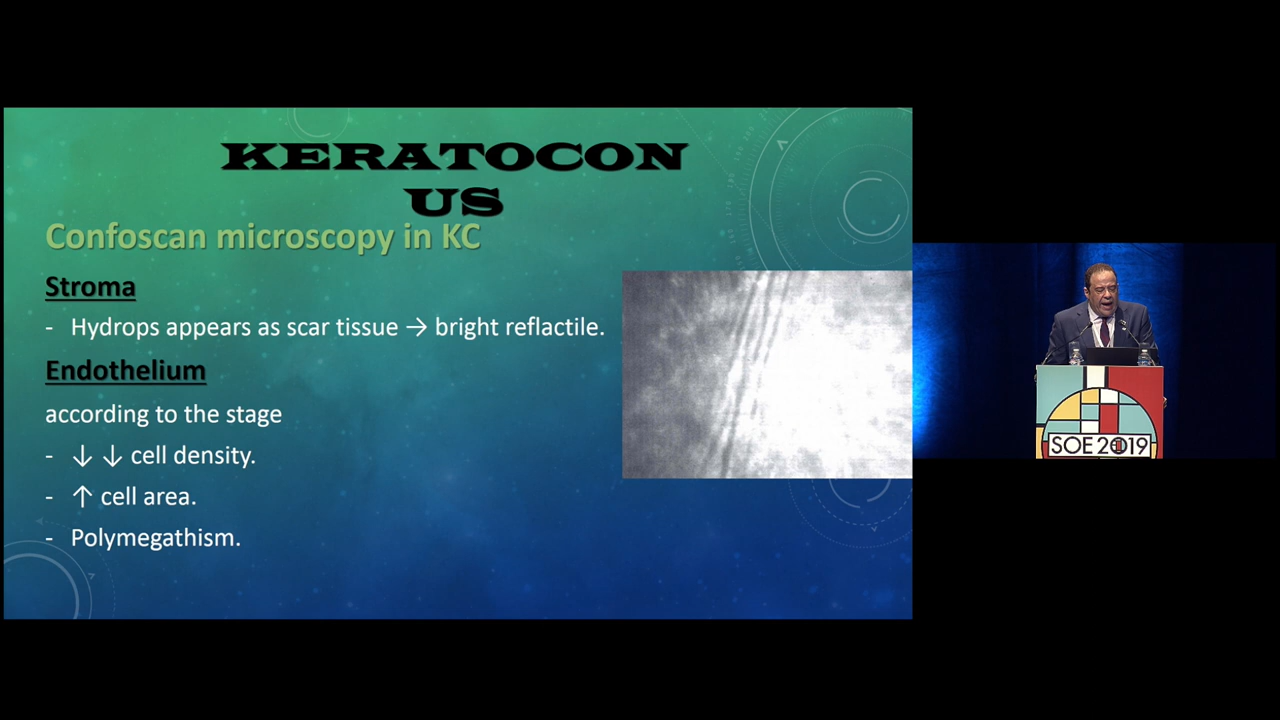 KERATOCON
US
Confoscan microscopy in KC
Stroma
- Hydrops appears as scar tissue → bright reflactile.
Endothelium
according to the stage
- ↓ ↓ cell density.
- ↑ cell area.
- Polymegathism.
SOE 2019